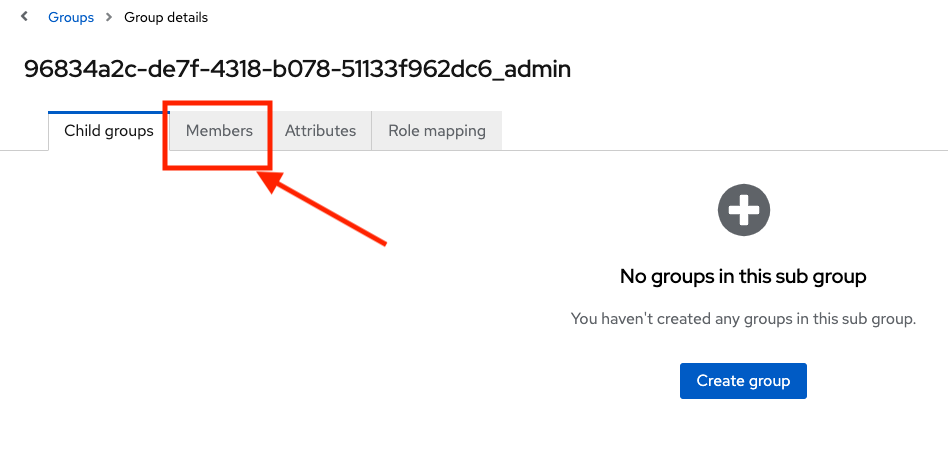 Groups Group details
96834a2c-de7f-4318-b078-51133f962dc6_admin
Child groups Members Attributes Role mapping
No groups in this sub group
You haven't created any groups in this sub group.
Create group